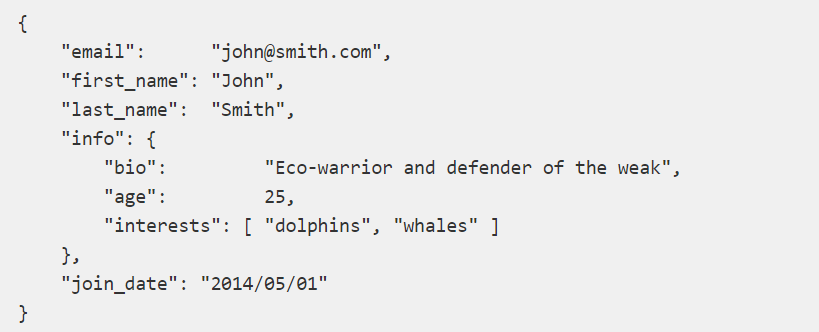 {
    "email":      "john@smith.com",
    "first_name": "John",
    "last_name":  "Smith",
    "info": {
        "bio":         "Eco-warrior and defender of the weak",
        "age":         25,
        "interests": [ "dolphins", "whales" ]
    },
    "join_date": "2014/05/01"
}